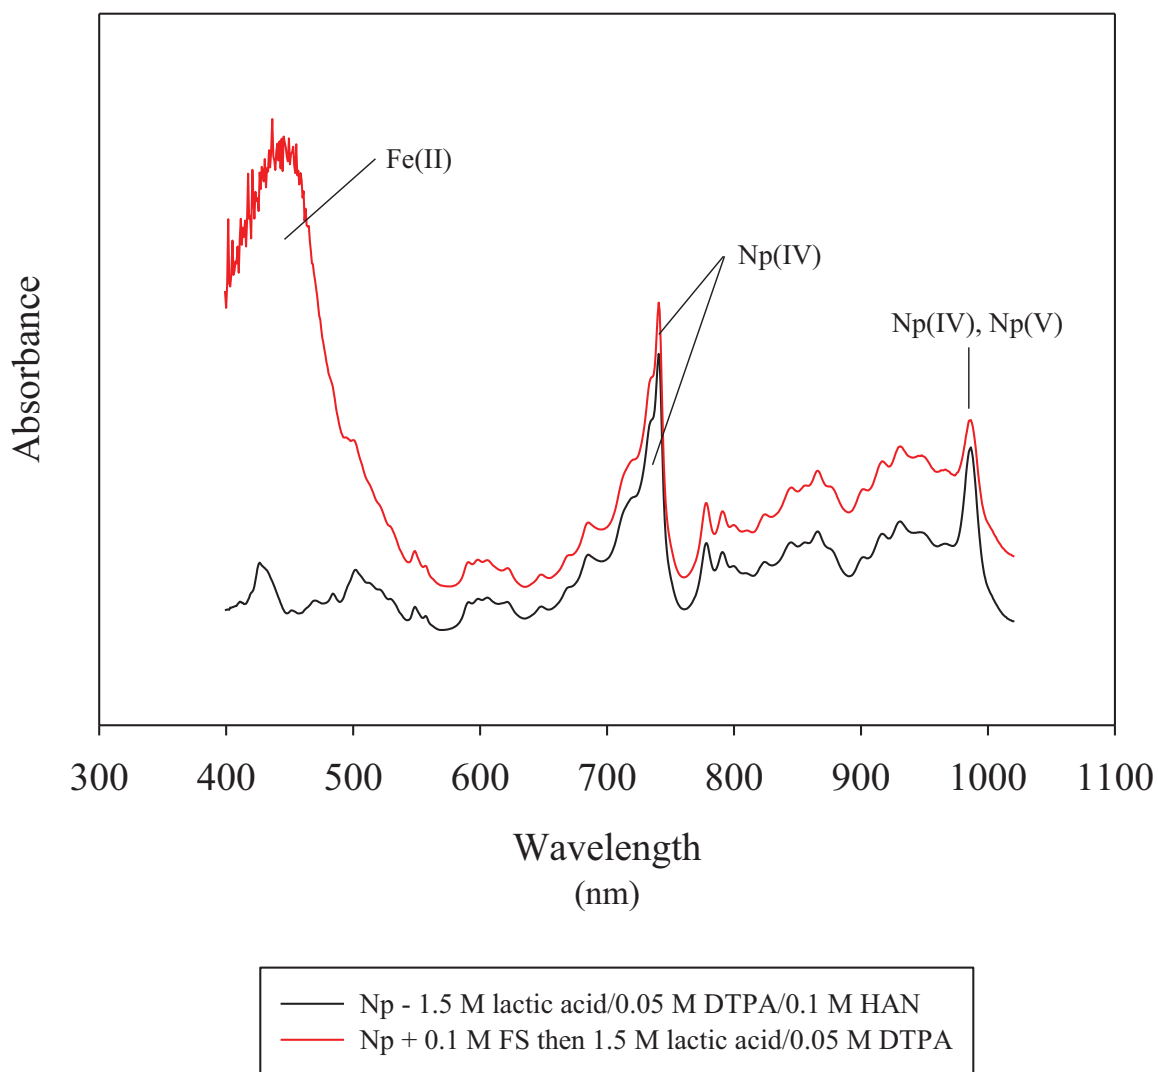 Fe(II)
Np(IV)
Np(IV), Np(V)
Absorbance
300 400 500 600 700 800 900 1000 1100
Wavelength
(nm)
Np - 1.5 M lactic acid/0.05 M DTPA/0.1 M HAN
Np + 0.1 M FS then 1.5 M lactic acid/0.05 M DTPA